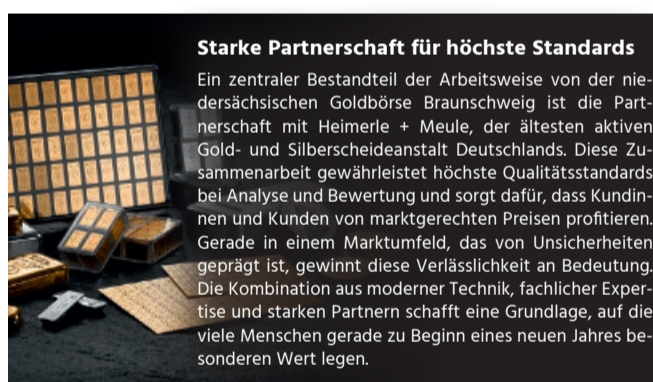 Starke Partnerschaft für höchste Standards
Ein zentraler Bestandteil der Arbeitsweise von der nie-
dersächsischen Goldbörse Braunschweig ist die Part-
nerschaft mit Heimerle + Meule, der ältesten aktiven
Gold- und Silberscheideanstalt Deutschlands. Diese Zu-
sammenarbeit gewährleistet höchste Qualitätsstandards
bei Analyse und Bewertung und sorgt dafür, dass Kundin-
nen und Kunden von marktgerechten Preisen profitieren.
Gerade in einem Marktumfeld, das von Unsicherheiten
geprägt ist, gewinnt diese Verlässlichkeit an Bedeutung.
Die Kombination aus moderner Technik, fachlicher Exper-
tise und starken Partnern schafft eine Grundlage, auf die
viele Menschen gerade zu Beginn eines neuen Jahres be-
sonderen Wert legen.